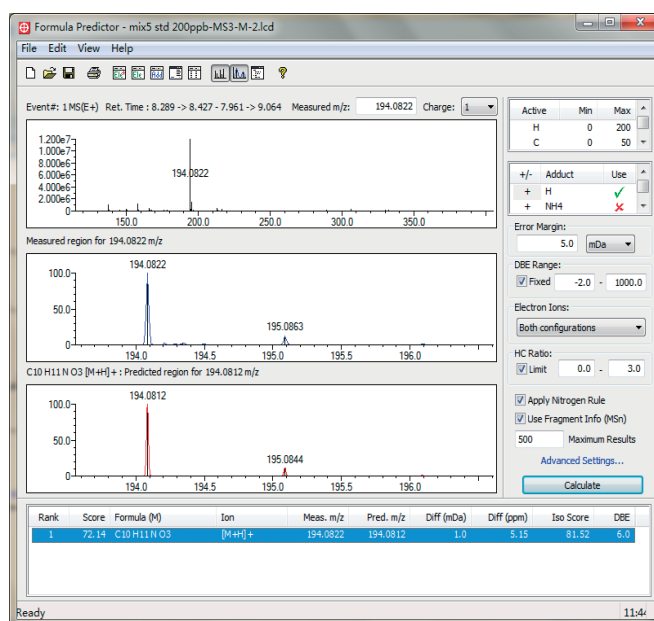 Formula Predictor - mix5 std 200ppb-MS3-M-2.lcd
File Edit View Help
Event#: 1 MS(E+) Ret. Time : 8.289 -> 8.427 - 7.961 -> 9.064 Measured m/z: 194.0822 Charge: 1
1.200e7
1.000e7
8.000e6
6.000e6
4.000e6
2.000e6
0
194.0822
150.0 200.0 250.0 300.0 350.0
Measured region for 194.0822 m/z
194.0822
100.0
50.0
195.0863
0
194.0 194.5 195.0 195.5 196.0
C10 H11 N O3 [M+H]+ : Predicted region for 194.0812 m/z
194.0812
100.0
50.0
195.0844
0
194.0 194.5 195.0 195.5 196.0
Active Min Max
H 0 200
C 0 50
+/- Adduct Use
+ H
+ NH4
Error Margin:
5.0 mDa
DBE Range:
Fixed -2.0 - 1000.0
Electron Ions:
Both configurations
HC Ratio:
Limit 0.0 - 3.0
Apply Nitrogen Rule
Use Fragment Info (MSn)
500 Maximum Results
Advanced Settings...
Calculate
Rank Score Formula (M) Ion Meas. m/z Pred. m/z Diff (mDa) Diff (ppm) Iso Score DBE
1 72.14 C10 H11 N O3 [M+H]+ 194.0822 194.0812 1.0 5.15 81.52 6.0
Ready 11:44